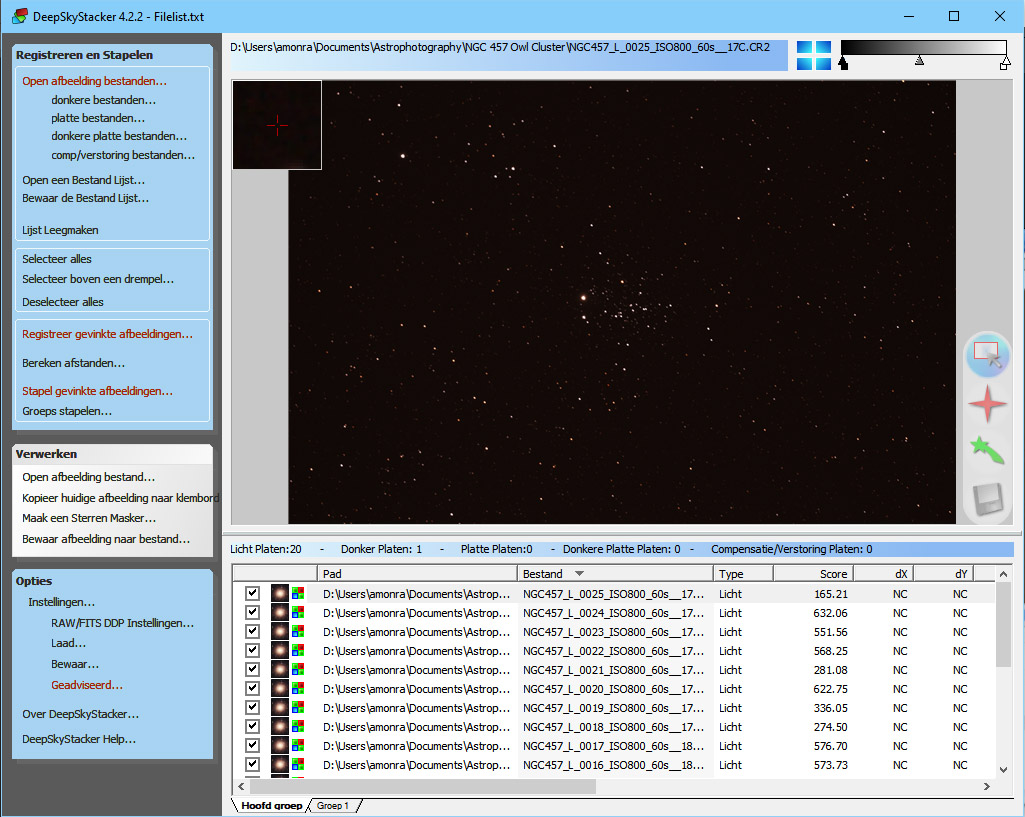 DeepSkyStacker 4.2.2 - Filelist.txt
Registreren en Stapelen
Open afbeelding bestanden...
donkere bestanden...
platte bestanden...
donkere platte bestanden...
comp/verstoring bestanden...
Open een Bestand Lijst...
Bewaar de Bestand Lijst...
Lijst Leegmaken
Selecteer alles
Selecteer boven een drempel...
Deselecteer alles
Registreer gevinkte afbeeldingen...
Bereken afstanden...
Stapel gevinkte afbeeldingen...
Groeps stapelen...
Verwerken
Open afbeelding bestand...
Kopieer huidige afbeelding naar klembord
Maak een Sterren Masker...
Bewaar afbeelding naar bestand...
Opties
Instellingen...
RAW/FITS DDP Instellingen...
Laad...
Bewaar...
Geadviseerd...
Over DeepSkyStacker...
DeepSkyStacker Help...
D:\Users\amonra\Documents\Astrophotography\NGC 457 Owl Cluster\NGC457_L_0025_ISO800_60s__17C.CR2
Licht Platen:20 - Donker Platen: 1 - Platte Platen:0 - Donkere Platte Platen: 0 - Compensatie/Verstoring Platen: 0
Pad Bestand Type Score dX dY
D:\Users\amonra\Documents\Astrop... NGC457_L_0025_ISO800_60s__17... Licht 165.21 NC NC
D:\Users\amonra\Documents\Astrop... NGC457_L_0024_ISO800_60s__17... Licht 632.06 NC NC
D:\Users\amonra\Documents\Astrop... NGC457_L_0023_ISO800_60s__17... Licht 551.56 NC NC
D:\Users\amonra\Documents\Astrop... NGC457_L_0022_ISO800_60s__17... Licht 568.25 NC NC
D:\Users\amonra\Documents\Astrop... NGC457_L_0021_ISO800_60s__17... Licht 281.08 NC NC
D:\Users\amonra\Documents\Astrop... NGC457_L_0020_ISO800_60s__17... Licht 622.75 NC NC
D:\Users\amonra\Documents\Astrop... NGC457_L_0019_ISO800_60s__17... Licht 336.05 NC NC
D:\Users\amonra\Documents\Astrop... NGC457_L_0018_ISO800_60s__17... Licht 274.50 NC NC
D:\Users\amonra\Documents\Astrop... NGC457_L_0017_ISO800_60s__18... Licht 576.70 NC NC
D:\Users\amonra\Documents\Astrop... NGC457_L_0016_ISO800_60s__18... Licht 573.73 NC NC
Hoofd groep Groep 1